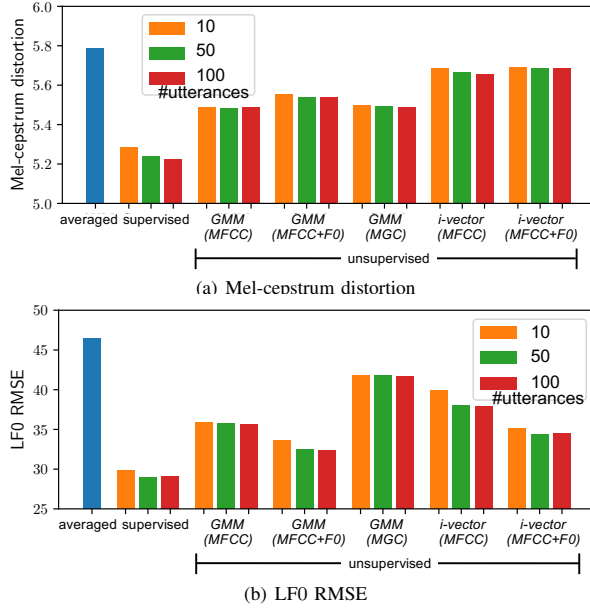 6.0
5.8
5.6
5.4
5.2
5.0
Mel-cepstrum distortion
10
50
100
#utterances
averaged supervised GMM (MFCC) GMM (MFCC+F0) GMM (MGC) i-vector (MFCC) i-vector (MFCC+F0)
unsupervised
(a) Mel-cepstrum distortion
50
45
40
35
30
25
LF0 RMSE
10
50
100
#utterances
averaged supervised GMM (MFCC) GMM (MFCC+F0) GMM (MGC) i-vector (MFCC) i-vector (MFCC+F0)
unsupervised
(b) LF0 RMSE